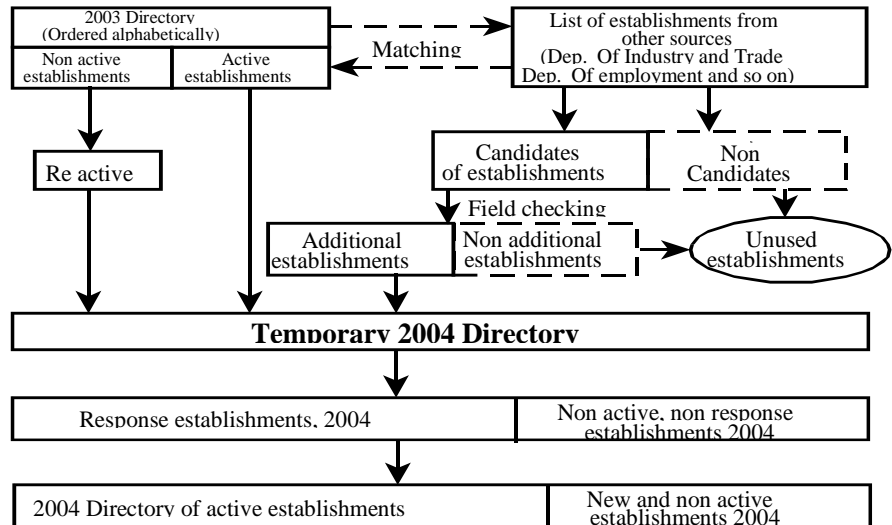 2003 Directory
(Ordered alphabetically)
Non active
establishments
Active
establishments
Matching
List of establishments from
other sources
(Dep. Of Industry and Trade
Dep. Of employment and so on)
Re active
Candidates
of establishments
Non
Candidates
Field checking
Additional
establishments
Non additional
establishments
Unused
establishments
Temporary 2004 Directory
Response establishments, 2004
Non active, non response
establishments 2004
2004 Directory of active establishments
New and non active
establishments 2004